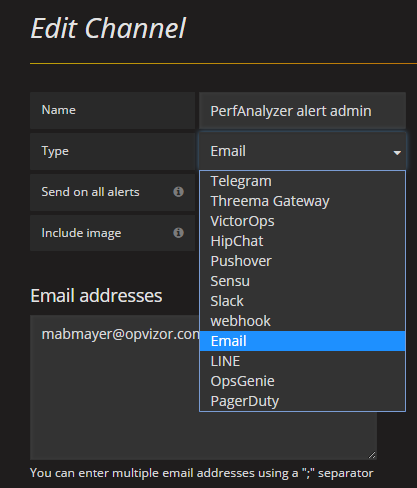 Edit Channel
Name
PerfAnalyzer alert admin
Type
Email
Send on all alerts
Include image
Telegram
Threema Gateway
VictorOps
HipChat
Pushover
Sensu
Slack
webhook
Email
LINE
OpsGenie
PagerDuty
Email addresses
mabmayer@opvizor.com
You can enter multiple email addresses using a ";" separator